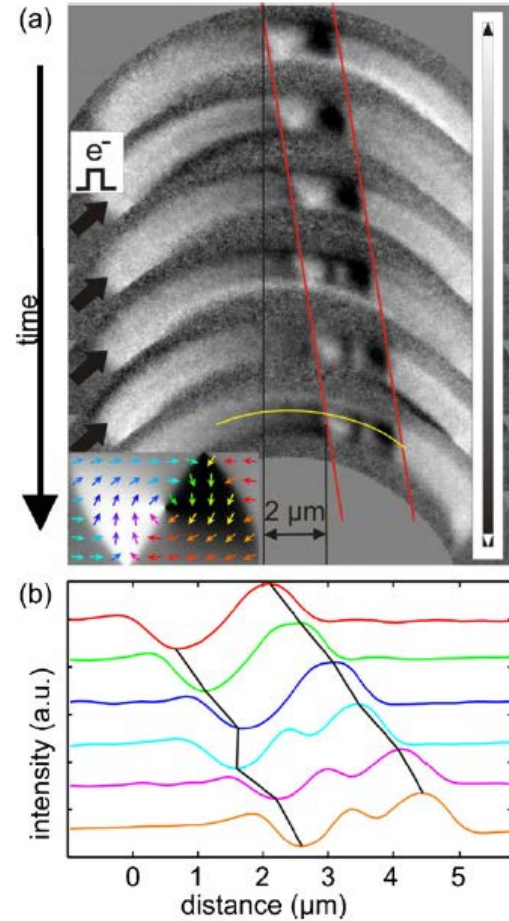 (a)
e⁻
time
2 μm
(b)
intensity (a.u.)
0 1 2 3 4 5
distance (μm)